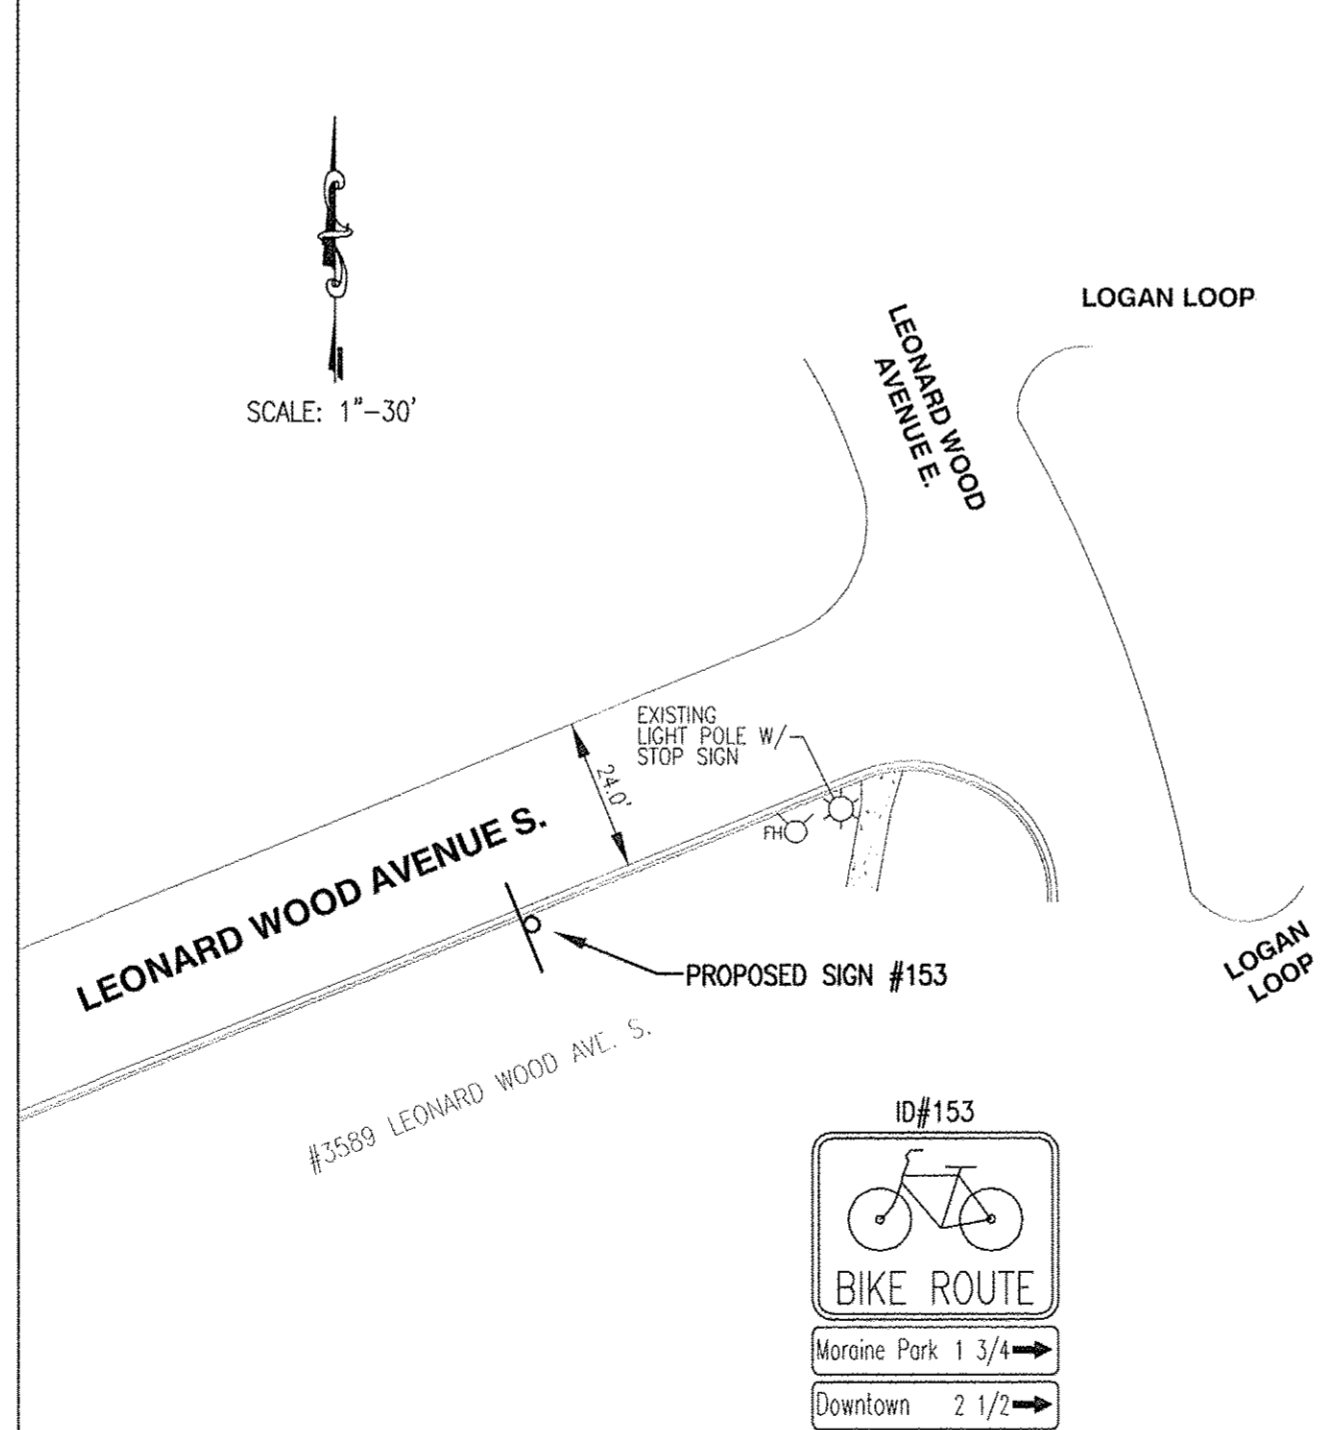 SCALE: 1"-30'
LOGAN LOOP
LEONARD WOOD
AVENUE E.
EXISTING
LIGHT POLE W/
STOP SIGN
24.0'
FH
LEONARD WOOD AVENUE S.
PROPOSED SIGN #153
LOGAN
LOOP
#3589 LEONARD WOOD AVE. S.
ID#153
BIKE ROUTE
Moraine Park 1 3/4
Downtown 2 1/2